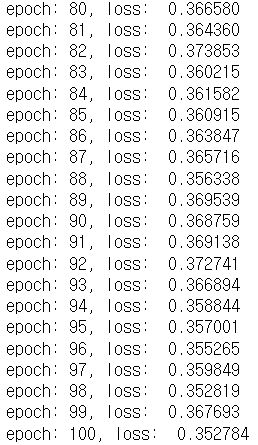 epoch: 80, loss:  0.366580
epoch: 81, loss:  0.364360
epoch: 82, loss:  0.373853
epoch: 83, loss:  0.360215
epoch: 84, loss:  0.361582
epoch: 85, loss:  0.360915
epoch: 86, loss:  0.363847
epoch: 87, loss:  0.365716
epoch: 88, loss:  0.356338
epoch: 89, loss:  0.369539
epoch: 90, loss:  0.368759
epoch: 91, loss:  0.369138
epoch: 92, loss:  0.372741
epoch: 93, loss:  0.366894
epoch: 94, loss:  0.358844
epoch: 95, loss:  0.357001
epoch: 96, loss:  0.355265
epoch: 97, loss:  0.359849
epoch: 98, loss:  0.352819
epoch: 99, loss:  0.367693
epoch: 100, loss:  0.352784